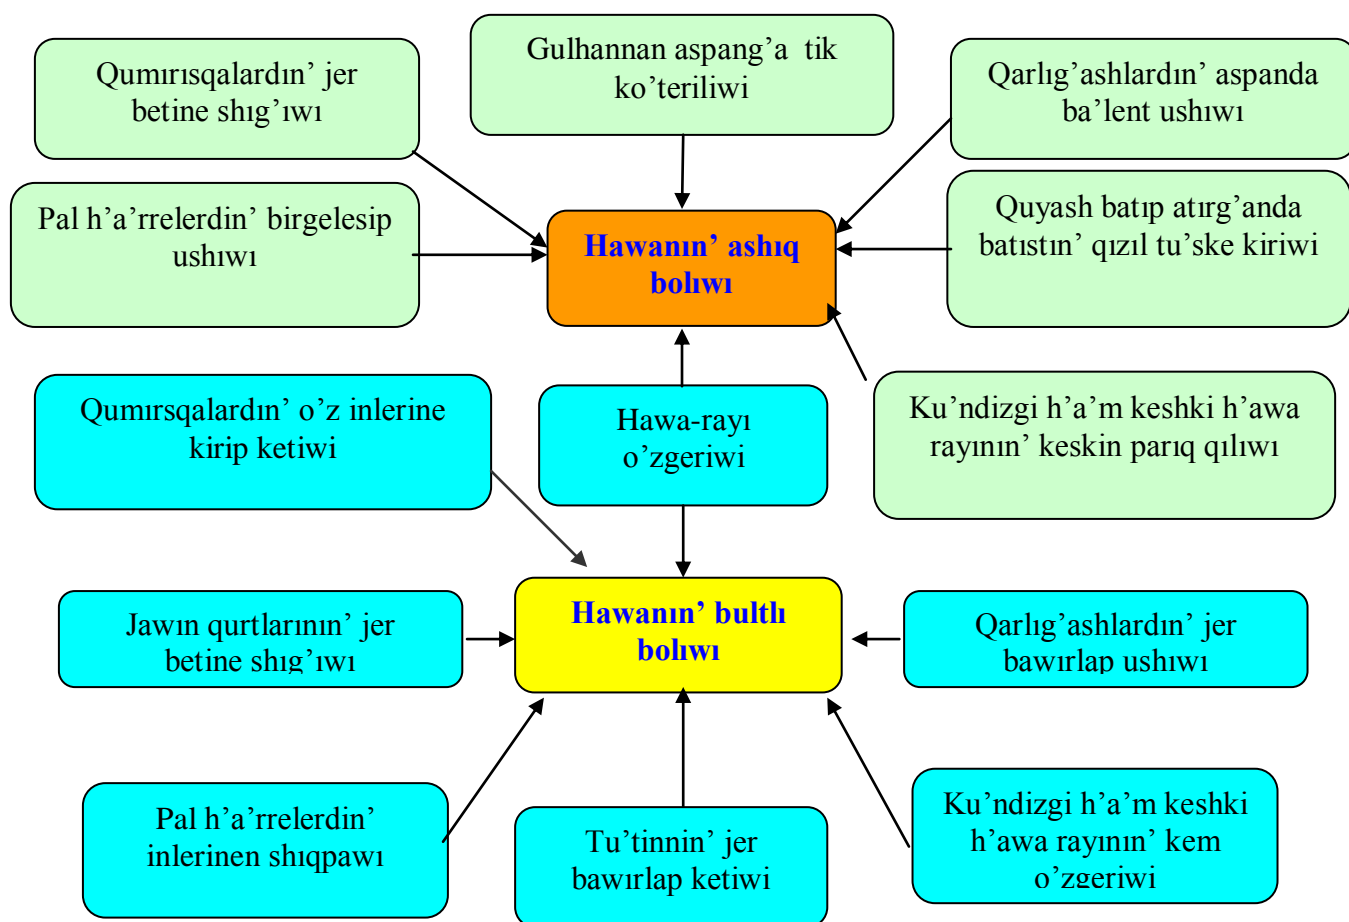 Qumırısqalardın’ jer
betine shıg’ıwı
Gulhannan aspang’a tik
ko’teriliwi
Qarlıg’ashlardın’ aspanda
ba’lent ushıwı
Pal h’a’rrelerdin’ birgelesip
ushıwı
Hawanın’ ashıq
bolıwı
Quyash batıp atırg’anda
batıstın’ qızıl tu’ske kiriwi
Qumırsqalardın’ o’z inlerine
kirip ketiwi
Hawa-rayı
o’zgeriwi
Ku’ndizgi h’a’m keshki h’awa
rayının’ keskin parıq qılıwı
Jawın qurtlarının’ jer
betine shıg’ıwı
Hawanın’ bultlı
bolıwı
Qarlıg’ashlardın’ jer
bawırlap ushıwı
Pal h’a’rrelerdin’
inlerinen shıqpawı
Tu’tinnin’ jer
bawırlap ketiwi
Ku’ndizgi h’a’m keshki
h’awa rayının’ kem
o’zgeriwi